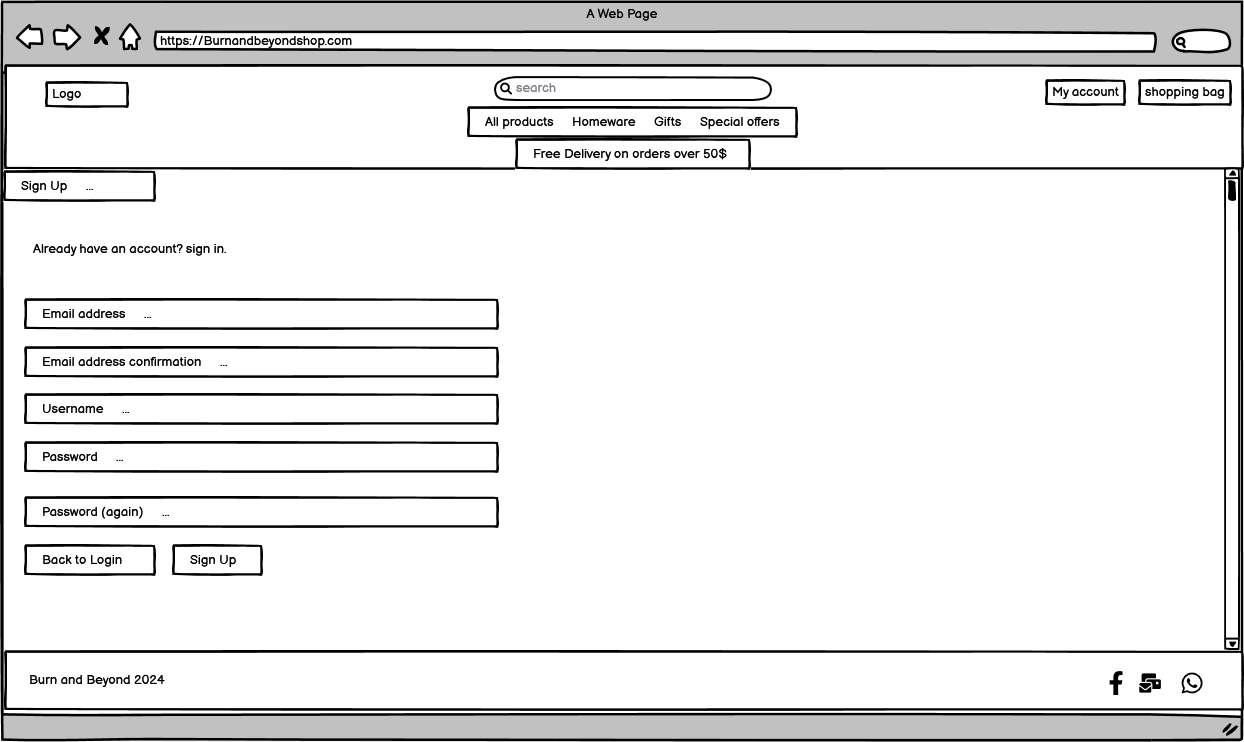 A Web Page
https://Burnandbeyondshop.com
Logo
search
My account
shopping bag
All products Homeware Gifts Special offers
Free Delivery on orders over 50$
Sign Up ...
Already have an account? sign in.
Email address ...
Email address confirmation ...
Username ...
Password ...
Password (again) ...
Back to Login
Sign Up
Burn and Beyond 2024